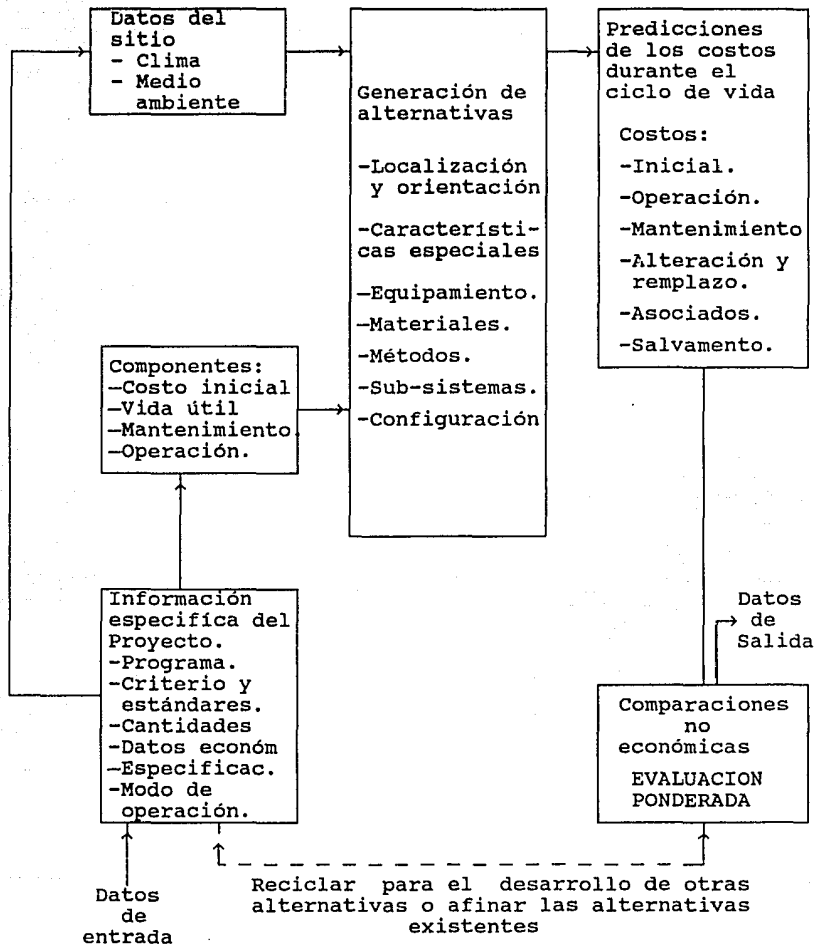 Datos del
sitio
- Clima
- Medio
ambiente
Generación de
alternativas
-Localización
y orientación
-Característi-
cas especiales
-Equipamiento.
-Materiales.
-Métodos.
-Sub-sistemas.
-Configuración
Predicciones
de los costos
durante el
ciclo de vida
Costos:
-Inicial.
-Operación.
-Mantenimiento
-Alteración y
remplazo.
-Asociados.
-Salvamento.
Componentes:
-Costo inicial
-Vida útil
-Mantenimiento.
-Operación.
Información
especifíca del
Proyecto.
-Programa.
-Criterio y
estándares.
-Cantidades
-Datos económ
-Especificac.
-Modo de
operación.
Datos
de
Salida
Comparaciones
no
económicas
EVALUACION
PONDERADA
Datos
de
entrada
Reciclar para el desarrollo de otras
alternativas o afinar las alternativas
existentes